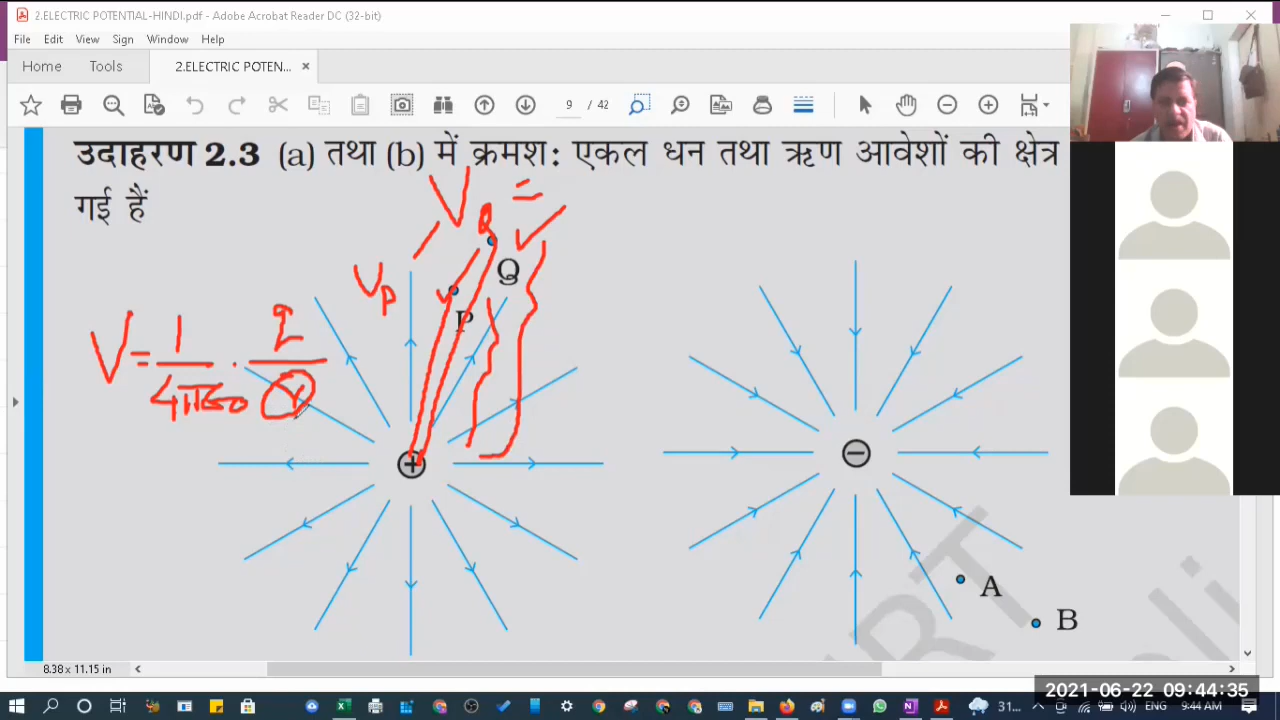 2.ELECTRIC POTENTIAL-HINDI.pdf - Adobe Acrobat Reader DC (32-bit)
File Edit View Sign Window Help
Home Tools 2.ELECTRIC POTEN... ×
9 / 42
उदाहरण 2.3 (a) तथा (b) में क्रमश: एकल धन तथा ऋण आवेशों की क्षेत्र
गई हैं
V =
Q
V_P
P
V = 1/4πε0 · q/r
+
−
A
B
8.38 x 11.15 in
2021-06-22 09:44:35
31... ENG 9:44 AM